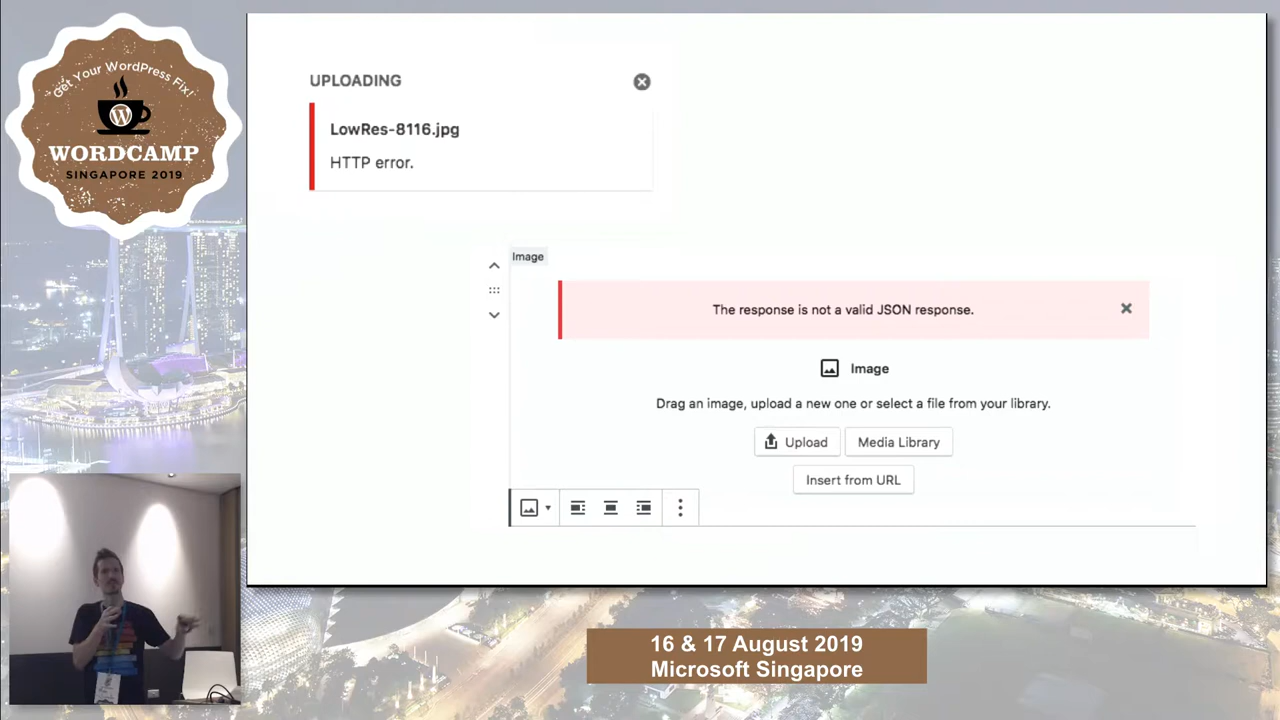 Get Your WordPress Fix!
WORDCAMP
SINGAPORE 2019
UPLOADING
LowRes-8116.jpg
HTTP error.
Image
The response is not a valid JSON response.
Image
Drag an image, upload a new one or select a file from your library.
Upload
Media Library
Insert from URL
16 & 17 August 2019
Microsoft Singapore